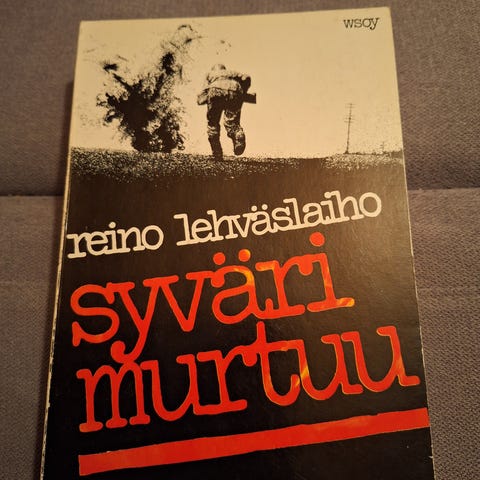 wsoy
reino lehväslaiho
syväri
murtuu